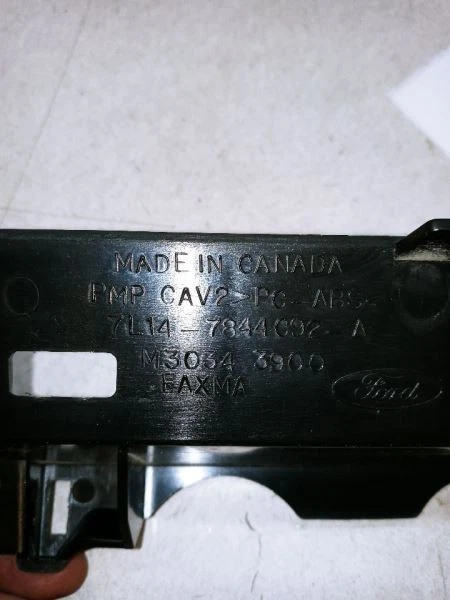 MADE IN CANADA
PMP CAV2 >PC-ABS<
7L14-7844C92-A
M3034 3900
EAXMA
Ford